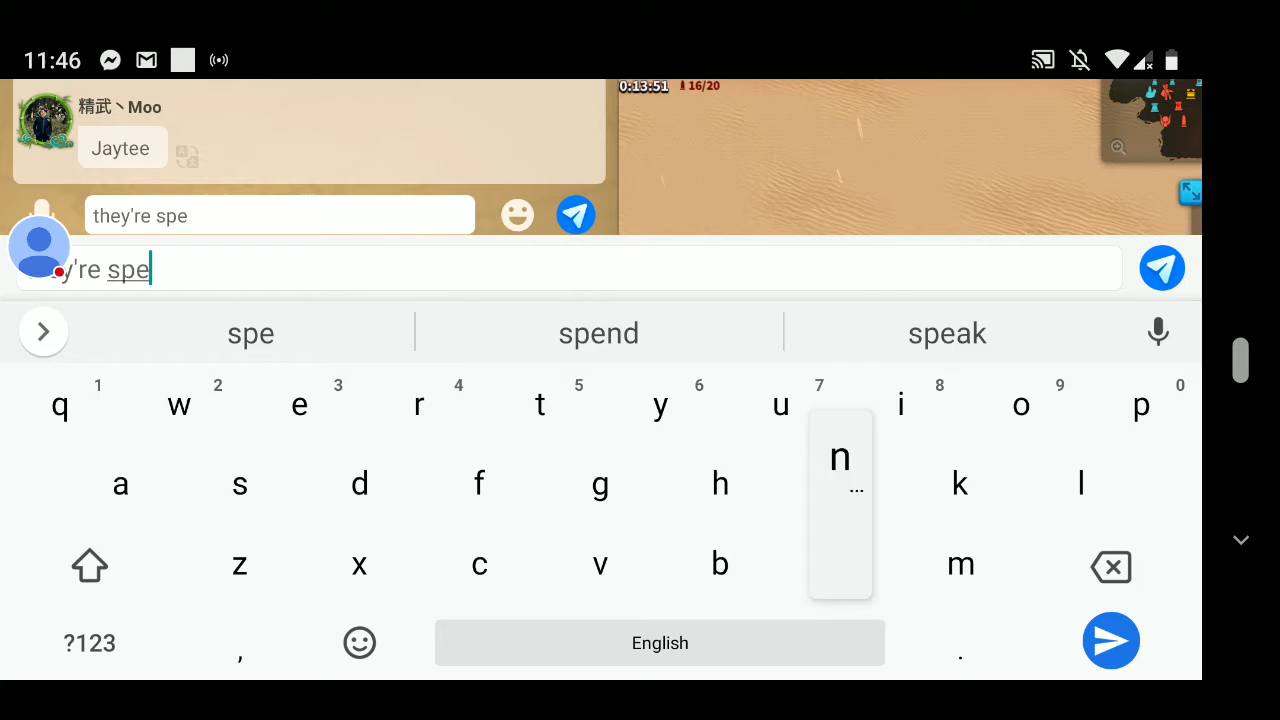 11:46
精武丶Moo
Jaytee
0:13:51 16/20
they're spe
y're spe
spe spend speak
1 2 3 4 5 6 7 8 9 0
q w e r t y u i o p
n
...
a s d f g h k l
z x c v b m
?123 , English .